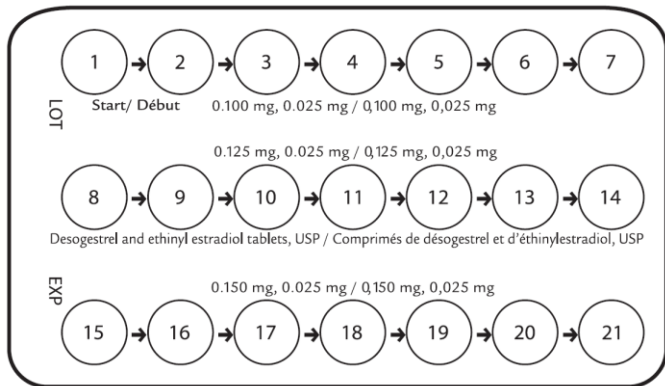 1 → 2 → 3 → 4 → 5 → 6 → 7
LOT
Start/ Début 0.100 mg, 0.025 mg / 0,100 mg, 0,025 mg
0.125 mg, 0.025 mg / 0,125 mg, 0,025 mg
8 → 9 → 10 → 11 → 12 → 13 → 14
Desogestrel and ethinyl estradiol tablets, USP / Comprimés de désogestrel et d'éthinylestradiol, USP
EXP
0.150 mg, 0.025 mg / 0,150 mg, 0,025 mg
15 → 16 → 17 → 18 → 19 → 20 → 21